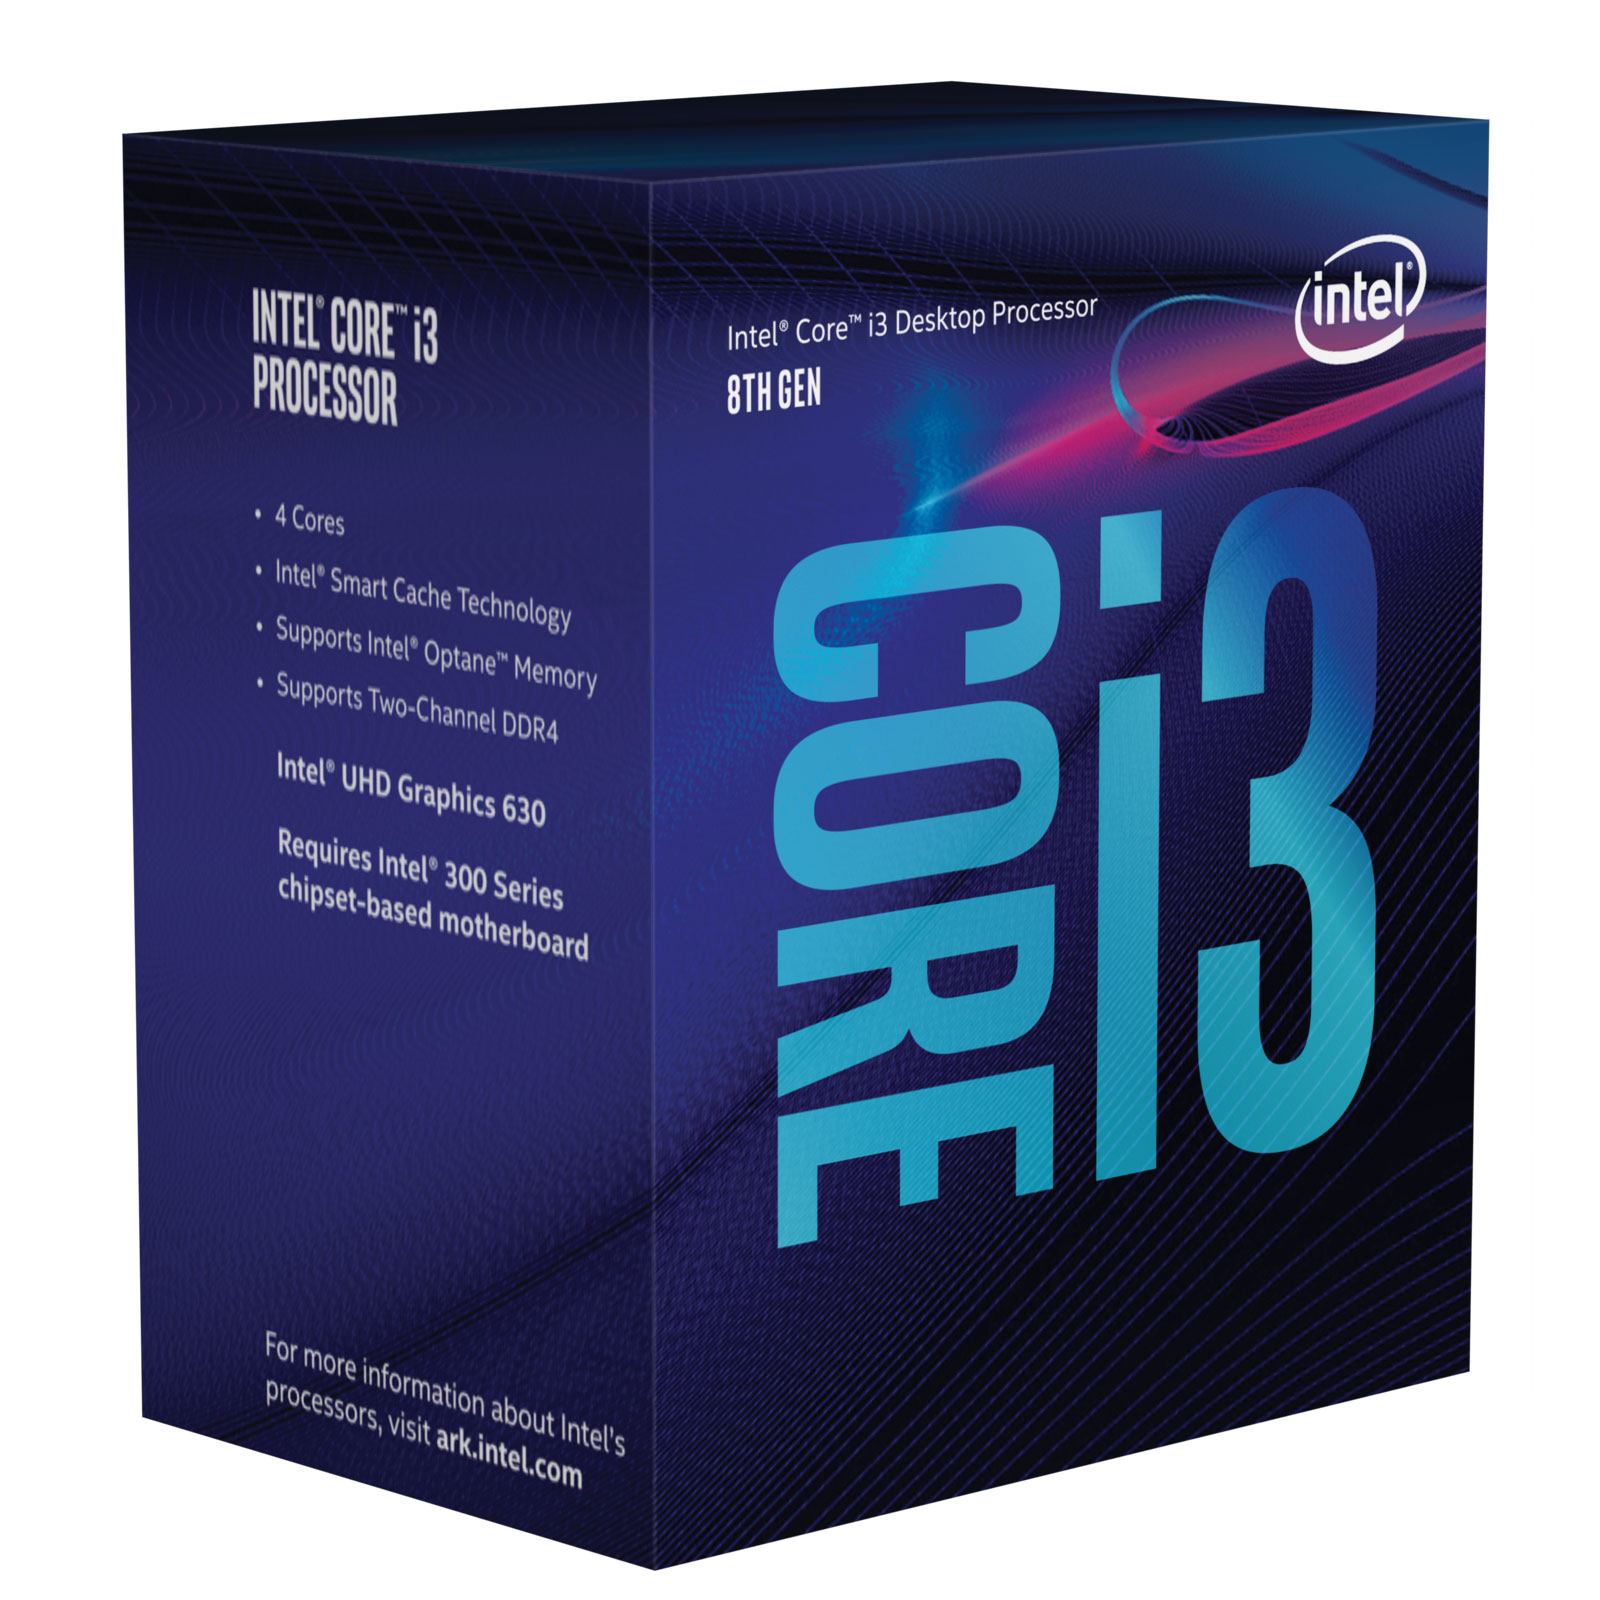 INTEL® CORE™ i3
PROCESSOR
• 4 Cores
• Intel® Smart Cache Technology
• Supports Intel® Optane™ Memory
• Supports Two-Channel DDR4
Intel® UHD Graphics 630
Requires Intel® 300 Series
chipset-based motherboard
For more information about Intel's
processors, visit ark.intel.com
intel®
Intel® Core™ i3 Desktop Processor
8TH GEN
CORE i3